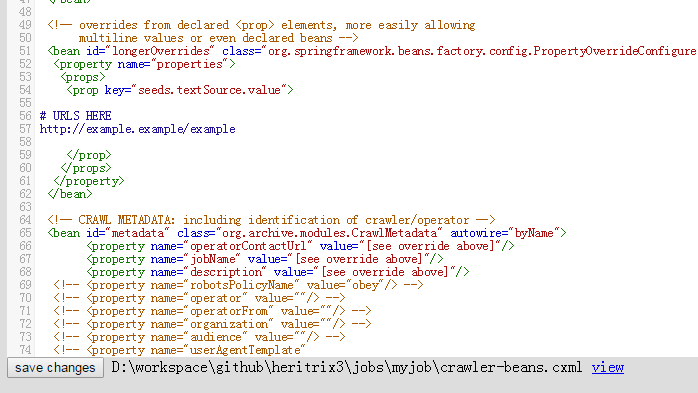 47 </bean>
48
49 <!-- overrides from declared <prop> elements, more easily allowing
50 multiline values or even declared beans -->
51 <bean id="longerOverrides" class="org.springframework.beans.factory.config.PropertyOverrideConfigure
52 <property name="properties">
53 <props>
54 <prop key="seeds.textSource.value">
55
56 # URLS HERE
57 http://example.example/example
58
59 </prop>
60 </props>
61 </property>
62 </bean>
63
64 <!-- CRAWL METADATA: including identification of crawler/operator -->
65 <bean id="metadata" class="org.archive.modules.CrawlMetadata" autowire="byName">
66 <property name="operatorContactUrl" value="[see override above]"/>
67 <property name="jobName" value="[see override above]"/>
68 <property name="description" value="[see override above]"/>
69 <!-- <property name="robotsPolicyName" value="obey"/> -->
70 <!-- <property name="operator" value=""/> -->
71 <!-- <property name="operatorFrom" value=""/> -->
72 <!-- <property name="organization" value=""/> -->
73 <!-- <property name="audience" value=""/> -->
74 <!-- <property name="userAgentTemplate"
save changes D:\workspace\github\heritrix3\jobs\myjob\crawler-beans.cxml view